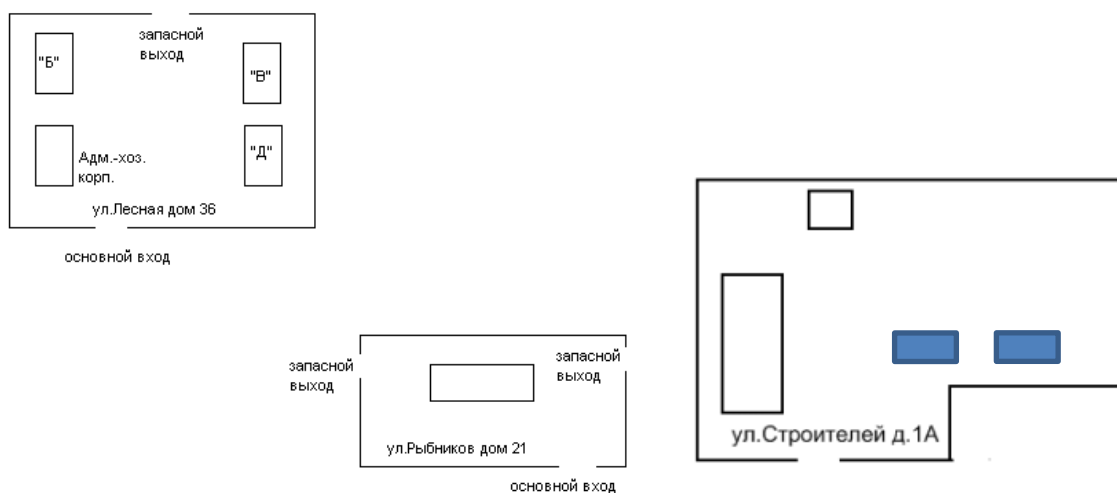 запасной
выход
"Б"
"В"
Адм.-хоз.
корп.
"Д"
ул.Лесная дом 36
основной вход
запасной
выход
запасной
выход
ул.Рыбников дом 21
основной вход
ул.Строителей д.1А